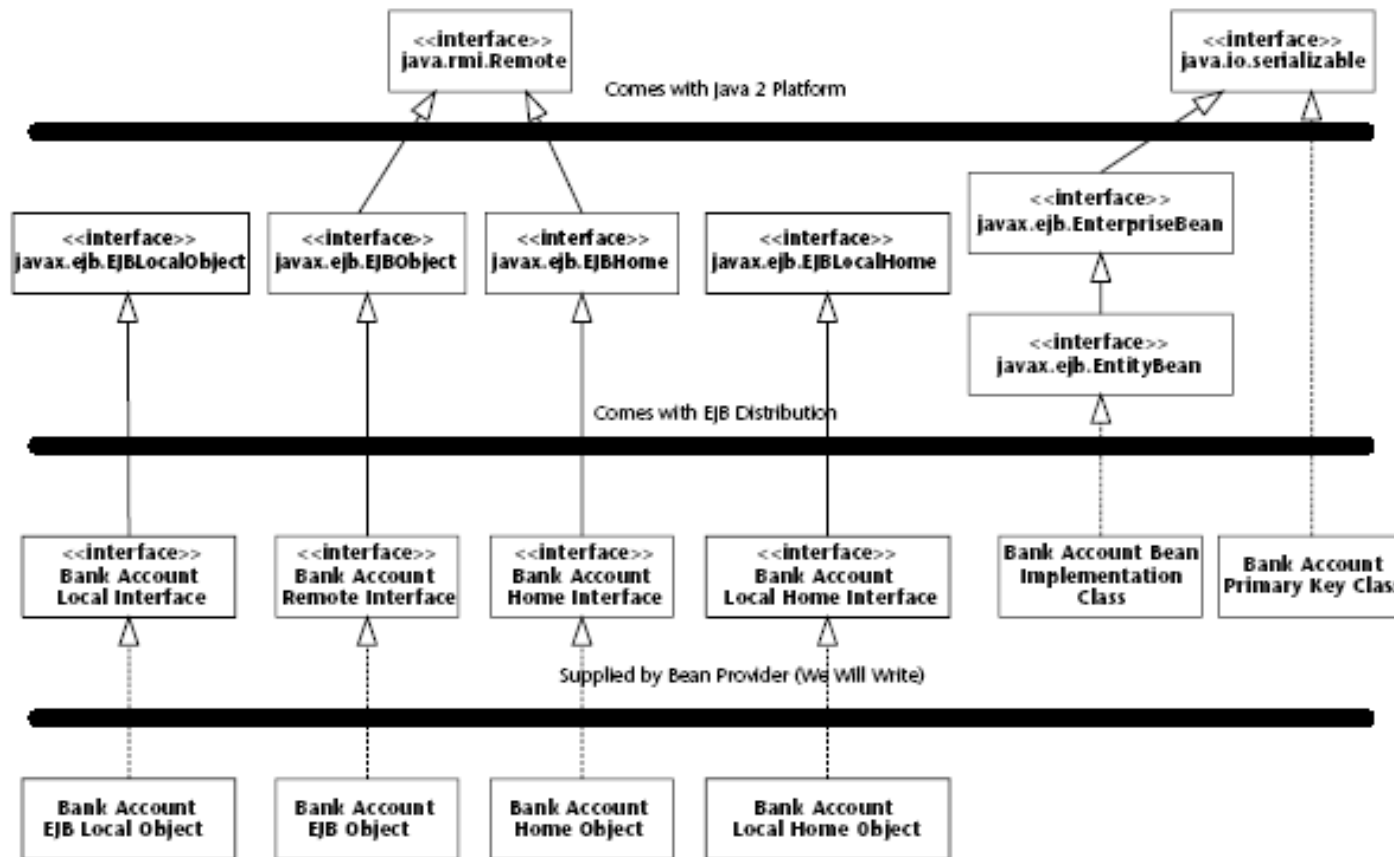 <<interface>>
java.rmi.Remote
<<interface>>
java.io.serializable
Comes with Java 2 Platform
<<interface>>
javax.ejb.EJBLocalObject
<<interface>>
javax.ejb.EJBObject
<<interface>>
javax.ejb.EJBHome
<<interface>>
javax.ejb.EJBLocalHome
<<interface>>
javax.ejb.EnterpriseBean
<<interface>>
javax.ejb.EntityBean
Comes with EJB Distribution
<<interface>>
Bank Account
Local Interface
<<interface>>
Bank Account
Remote Interface
<<interface>>
Bank Account
Home Interface
<<interface>>
Bank Account
Local Home Interface
Bank Account Bean
Implementation
Class
Bank Account
Primary Key Class
Supplied by Bean Provider (We Will Write)
Bank Account
EJB Local Object
Bank Account
EJB Object
Bank Account
Home Object
Bank Account
Local Home Object